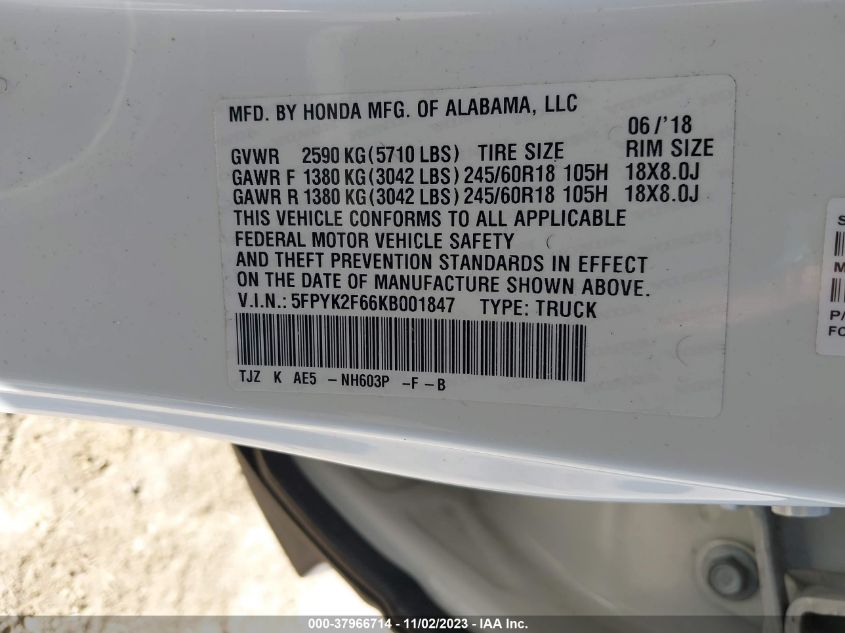 MFD. BY HONDA MFG. OF ALABAMA, LLC
06/'18
GVWR 2590 KG(5710 LBS) TIRE SIZE RIM SIZE
GAWR F 1380 KG(3042 LBS) 245/60R18 105H 18X8.0J
GAWR R 1380 KG(3042 LBS) 245/60R18 105H 18X8.0J
THIS VEHICLE CONFORMS TO ALL APPLICABLE
FEDERAL MOTOR VEHICLE SAFETY
AND THEFT PREVENTION STANDARDS IN EFFECT
ON THE DATE OF MANUFACTURE SHOWN ABOVE.
V.I.N.: 5FPYK2F66KB001847 TYPE: TRUCK
TJZ K AE5 -NH603P -F-B
000-37966714 - 11/02/2023 - IAA Inc.